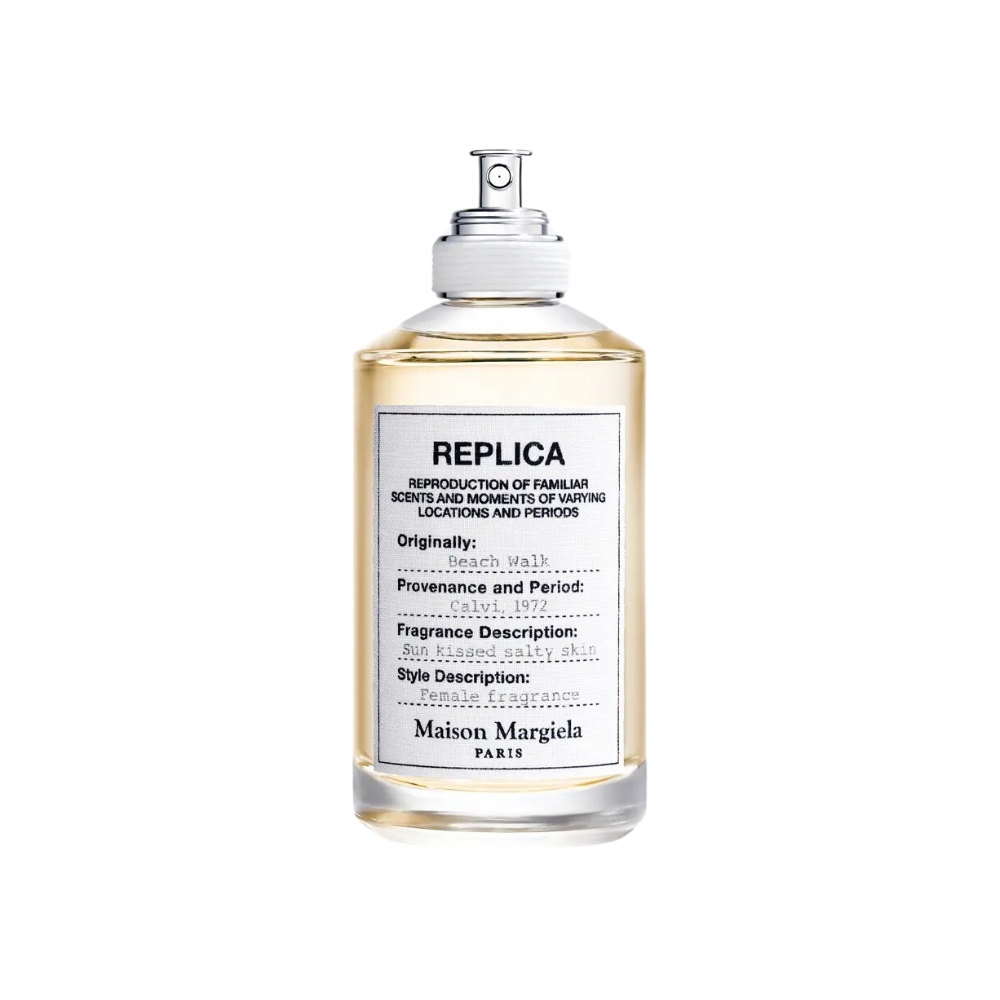 REPLICA
REPRODUCTION OF FAMILIAR
SCENTS AND MOMENTS OF VARYING
LOCATIONS AND PERIODS
Originally:
Beach Walk
Provenance and Period:
Calvi, 1972
Fragrance Description:
Sun kissed salty skin
Style Description:
Female fragrance
Maison Margiela
PARIS